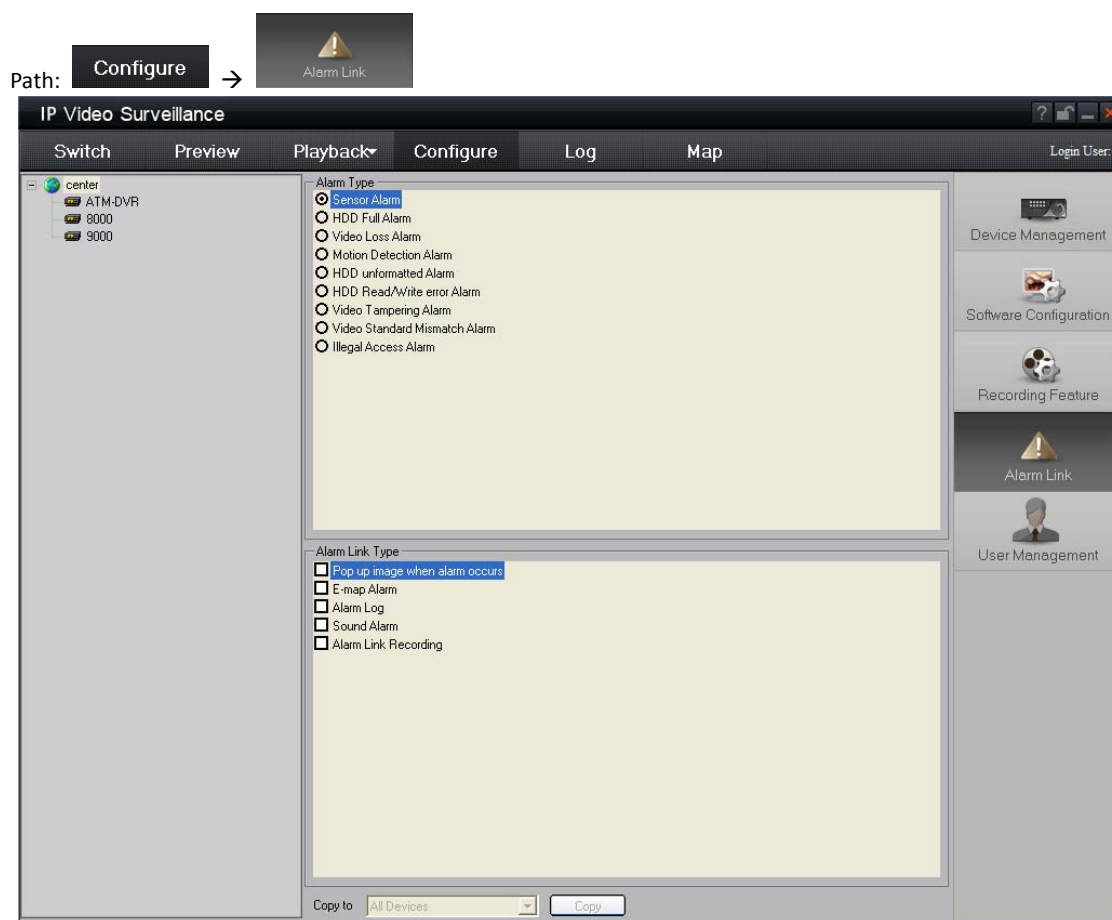 Path: Configure → Alarm Link
IP Video Surveillance
Switch Preview Playback Configure Log Map Login User:
center
ATM-DVR
8000
9000
Alarm Type
Sensor Alarm
HDD Full Alarm
Video Loss Alarm
Motion Detection Alarm
HDD unformatted Alarm
HDD Read/Write error Alarm
Video Tampering Alarm
Video Standard Mismatch Alarm
Illegal Access Alarm
Alarm Link Type
Pop up image when alarm occurs
E-map Alarm
Alarm Log
Sound Alarm
Alarm Link Recording
Copy to All Devices Copy
Device Management
Software Configuration
Recording Feature
Alarm Link
User Management